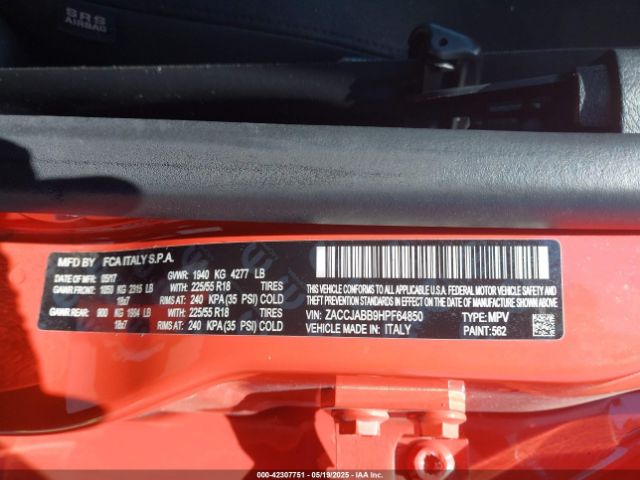 SRS
AIRBAG
MFD BY FCA ITALY S.P.A.
DATE OF MFR 05/17 GVWR: 1940 KG 4277 LB
GAWR FRONT: 1050 KG 2315 LB WITH: 225/55 R18 TIRES
18x7 RIMS AT: 240 KPA (35 PSI) COLD
GAWR REAR: 900 KG 1984 LB WITH: 225/55 R18 TIRES
18x7 RIMS AT: 240 KPA (35 PSI) COLD
THIS VEHICLE CONFORMS TO ALL APPLICABLE U.S.A. FEDERAL MOTOR VEHICLE SAFETY
AND THEFT PREVENTION STANDARDS IN EFFECT ON THE DATE OF MANUFACTURE SHOWN ABOVE.
VIN: ZACCJABB9HPF64850 TYPE: MPV
VEHICLE MADE IN: ITALY PAINT: 562
000-42307751 - 05/19/2025 - IAAI.COM